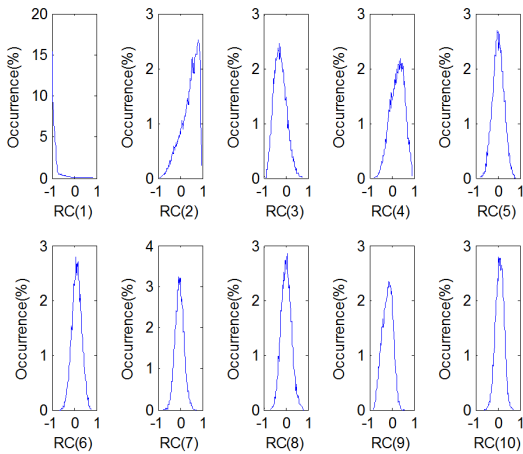 20
15
10
5
0
Occurrence(%)
-1 0 1
RC(1)
3
2
1
0
Occurrence(%)
-1 0 1
RC(2)
3
2
1
0
Occurrence(%)
-1 0 1
RC(3)
3
2
1
0
Occurrence(%)
-1 0 1
RC(4)
3
2
1
0
Occurrence(%)
-1 0 1
RC(5)
3
2
1
0
Occurrence(%)
-1 0 1
RC(6)
4
3
2
1
0
Occurrence(%)
-1 0 1
RC(7)
3
2
1
0
Occurrence(%)
-1 0 1
RC(8)
3
2
1
0
Occurrence(%)
-1 0 1
RC(9)
3
2
1
0
Occurrence(%)
-1 0 1
RC(10)